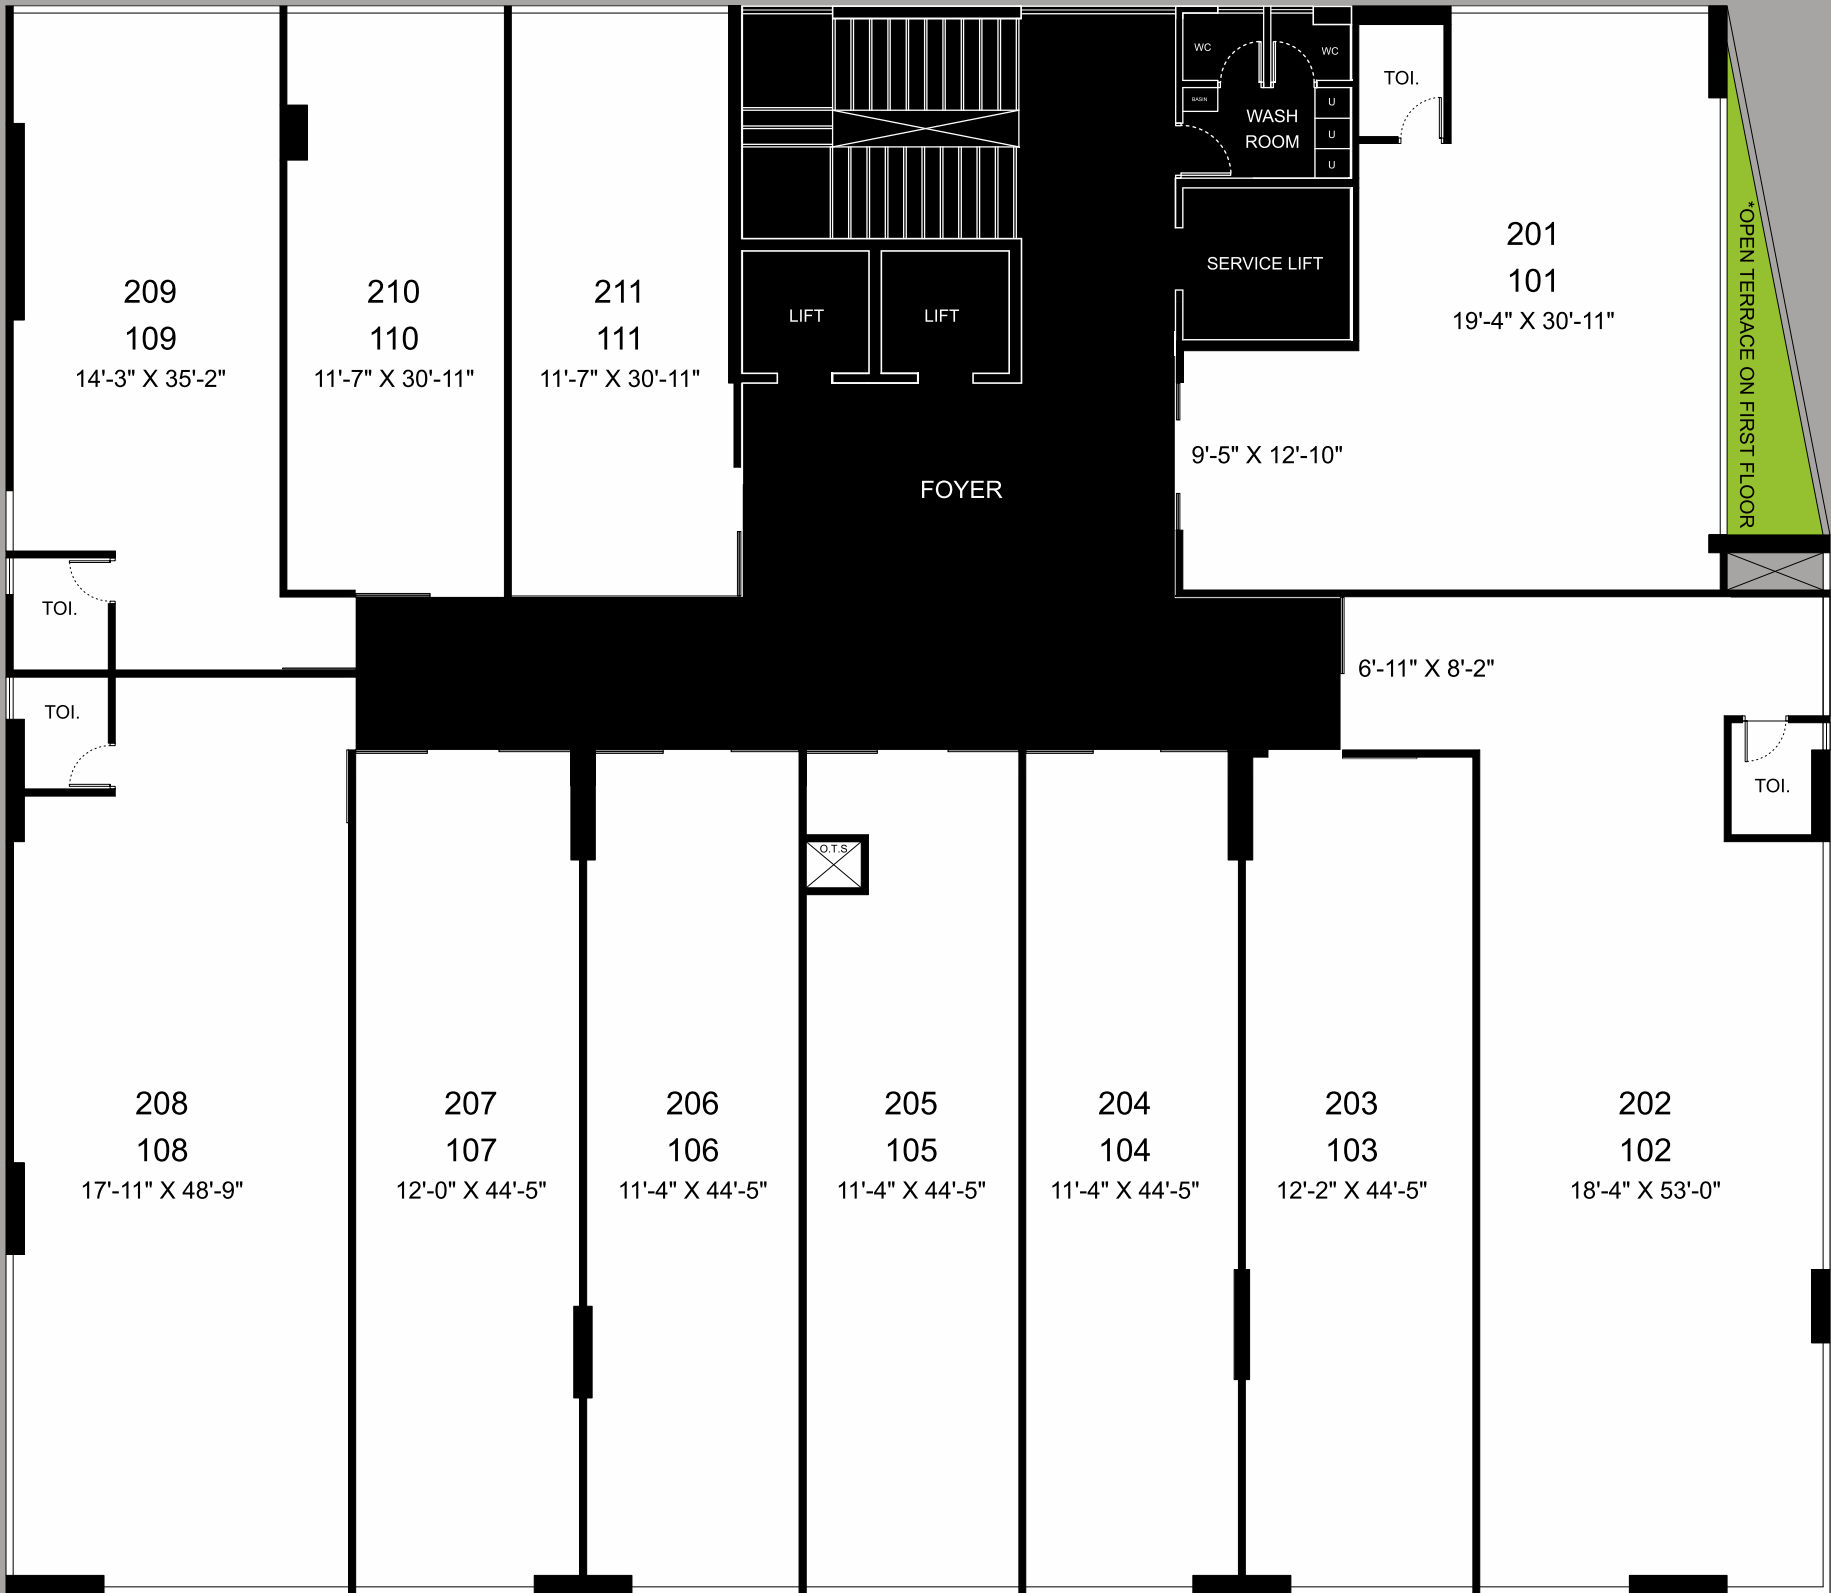 WC
WC
BASIN
U
U
U
WASH
ROOM
TOI.
SERVICE LIFT
201
101
19'-4" X 30'-11"
*OPEN TERRACE ON FIRST FLOOR
209
109
14'-3" X 35'-2"
210
110
11'-7" X 30'-11"
211
111
11'-7" X 30'-11"
LIFT
LIFT
9'-5" X 12'-10"
FOYER
TOI.
6'-11" X 8'-2"
TOI.
TOI.
O.T.S
208
108
17'-11" X 48'-9"
207
107
12'-0" X 44'-5"
206
106
11'-4" X 44'-5"
205
105
11'-4" X 44'-5"
204
104
11'-4" X 44'-5"
203
103
12'-2" X 44'-5"
202
102
18'-4" X 53'-0"